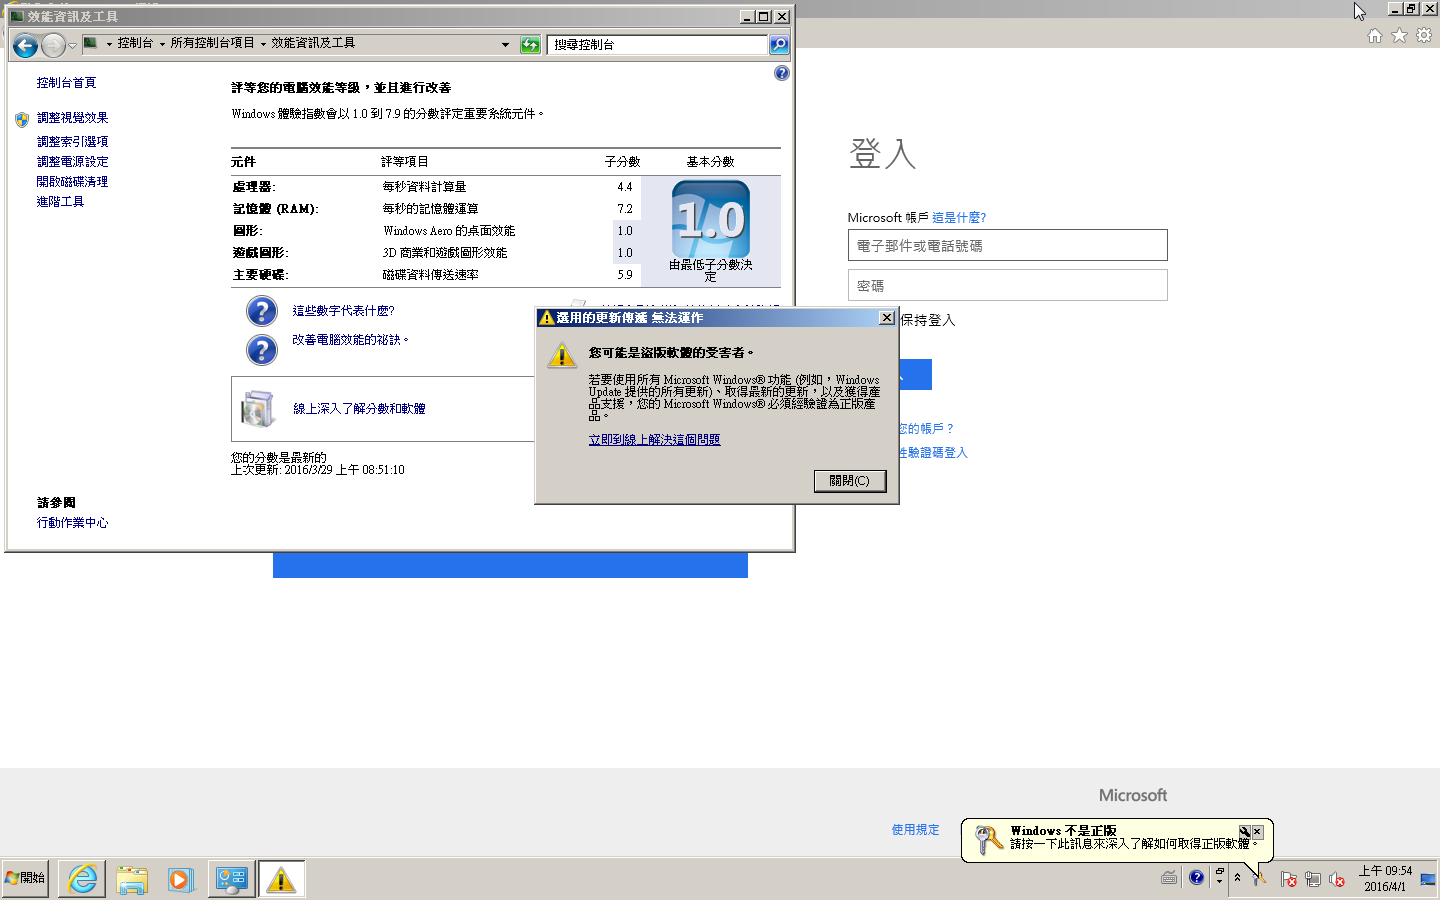 效能資訊及工具
控制台 所有控制台項目 效能資訊及工具
搜尋控制台
控制台首頁
調整視覺效果
調整索引選項
調整電源設定
開啟磁碟清理
進階工具
請參閱
行動作業中心
評等您的電腦效能等級，並且進行改善
Windows 體驗指數會以 1.0 到 7.9 的分數評定重要系統元件。
元件 評等項目 子分數 基本分數
處理器: 每秒資料計算量 4.4
記憶體 (RAM): 每秒的記憶體運算 7.2
圖形: Windows Aero 的桌面效能 1.0
遊戲圖形: 3D 商業和遊戲圖形效能 1.0
主要硬碟: 磁碟資料傳送速率 5.9
1.0
由最低子分數決
定
這些數字代表什麼?
改善電腦效能的祕訣。
線上深入了解分數和軟體
您的分數是最新的
上次更新: 2016/3/29 上午 08:51:10
選用的更新傳遞 無法運作
您可能是盜版軟體的受害者。
若要使用所有 Microsoft Windows® 功能 (例如，Windows
Update 提供的所有更新)、取得最新的更新，以及獲得產
品支援，您的 Microsoft Windows® 必須經驗證為正版產
品。
立即到線上解決這個問題
關閉(C)
登入
Microsoft 帳戶 這是什麼?
電子郵件或電話號碼
密碼
保持登入
您的帳戶？
性驗證碼登入
Microsoft
使用規定
Windows 不是正版
請按一下此訊息來深入了解如何取得正版軟體。
開始
上午 09:54
2016/4/1